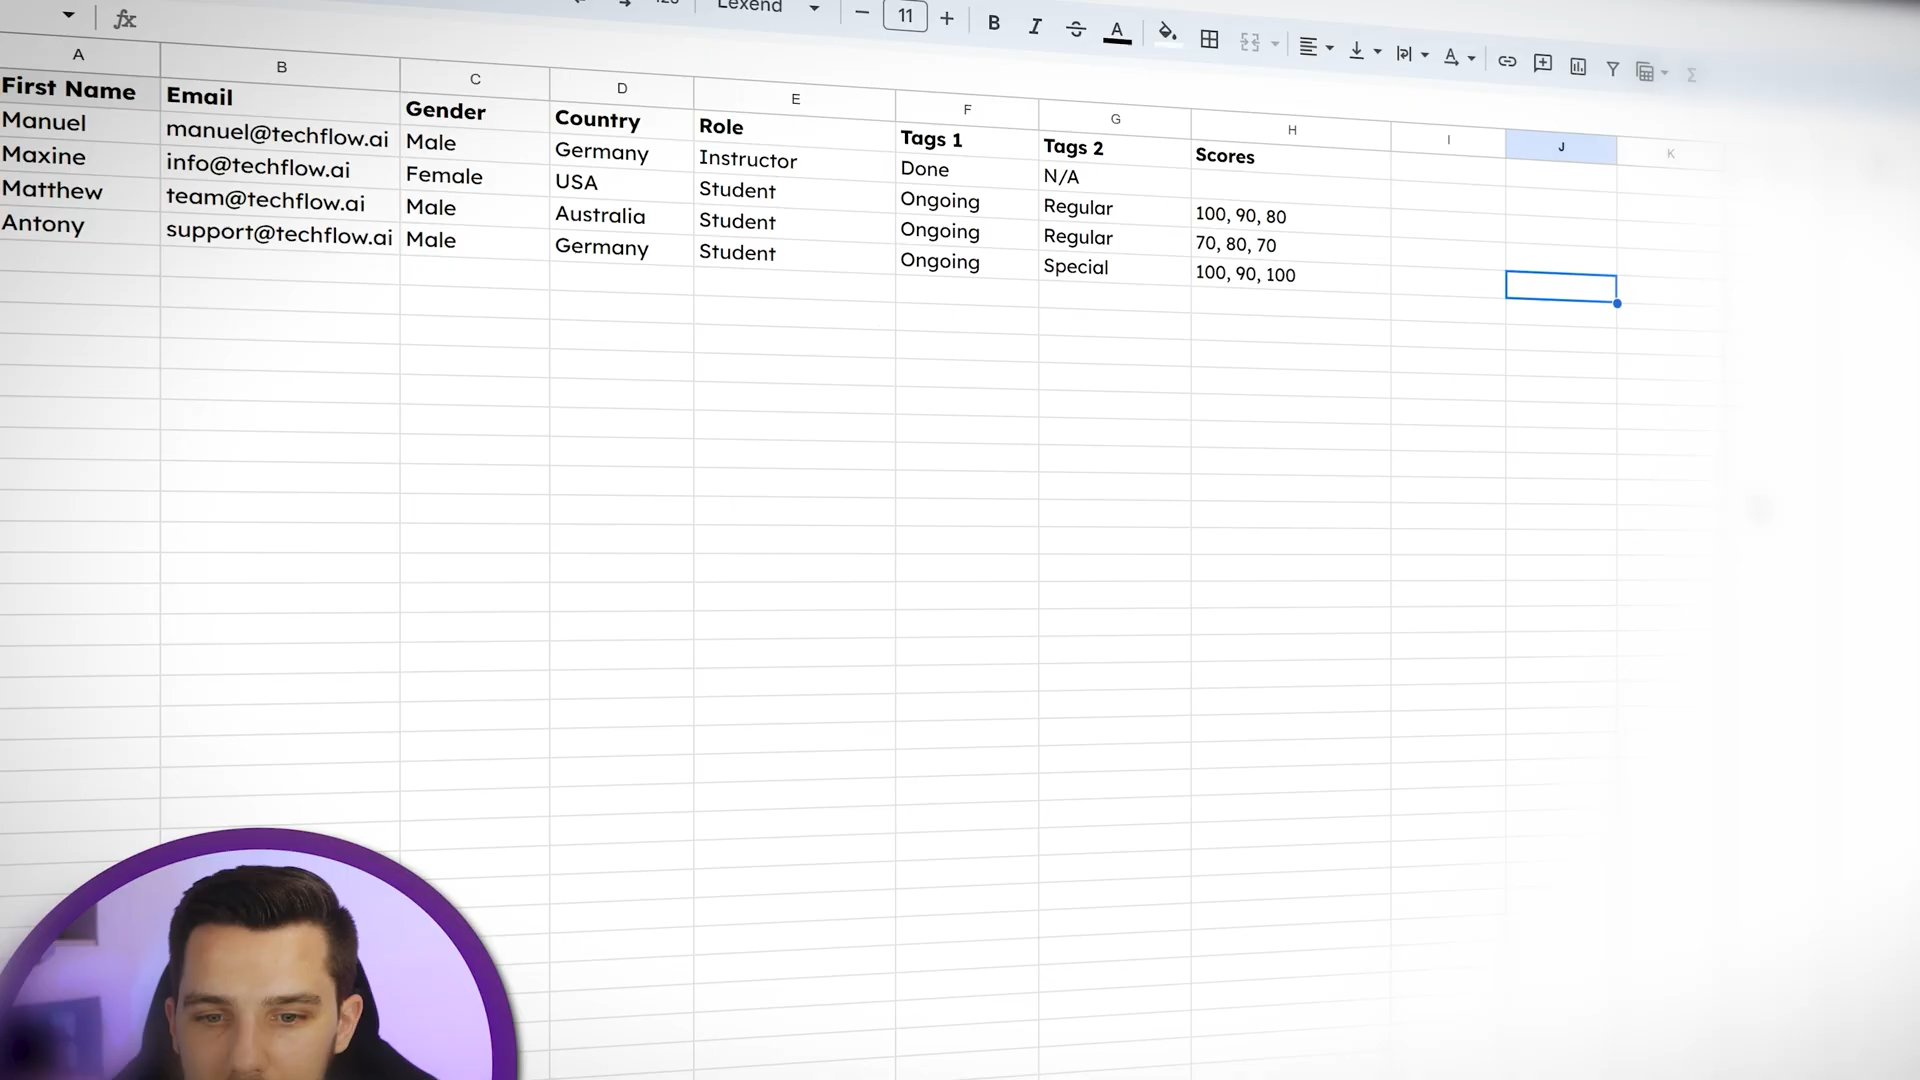 123 Lexend 11 B I S A A
A B C D E F G H I J K
First Name Email Gender Country Role Tags 1 Tags 2 Scores
Manuel manuel@techflow.ai Male Germany Instructor Done N/A
Maxine info@techflow.ai Female USA Student Ongoing Regular 100, 90, 80
Matthew team@techflow.ai Male Australia Student Ongoing Regular 70, 80, 70
Antony support@techflow.ai Male Germany Student Ongoing Special 100, 90, 100